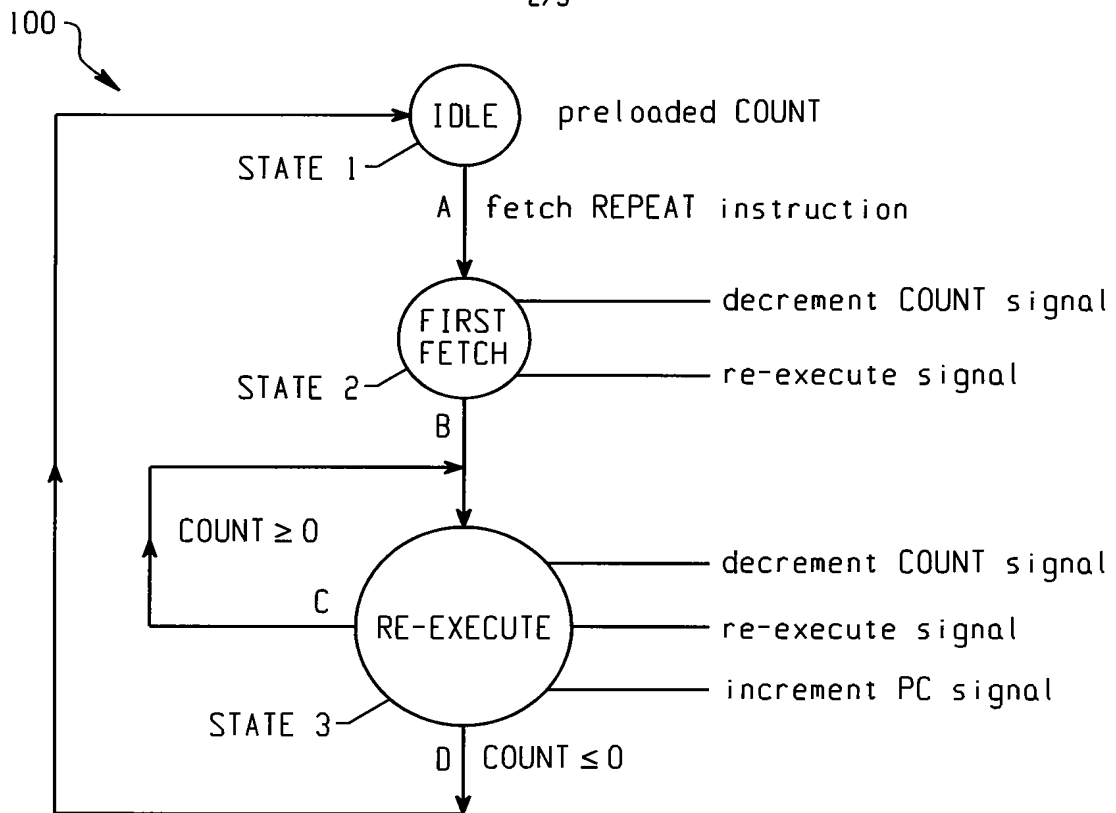 100
IDLE preloaded COUNT
STATE 1
A fetch REPEAT instruction
FIRST
FETCH
decrement COUNT signal
re-execute signal
STATE 2
B
COUNT ≥ 0
C
RE-EXECUTE
decrement COUNT signal
re-execute signal
increment PC signal
STATE 3
D COUNT ≤ 0